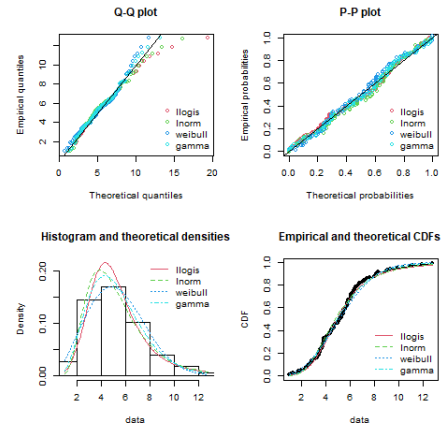 Q-Q plot
Empirical quantiles
2 4 6 8 10 12
llogis
lnorm
weibull
gamma
0 5 10 15 20
Theoretical quantiles
P-P plot
Empirical probabilities
0.0 0.2 0.4 0.6 0.8 1.0
llogis
lnorm
weibull
gamma
0.0 0.2 0.4 0.6 0.8 1.0
Theoretical probabilities
Histogram and theoretical densities
Density
0.00 0.10 0.20
llogis
lnorm
weibull
gamma
2 4 6 8 10 12
data
Empirical and theoretical CDFs
CDF
0.0 0.2 0.4 0.6 0.8 1.0
llogis
lnorm
weibull
gamma
2 4 6 8 10 12
data